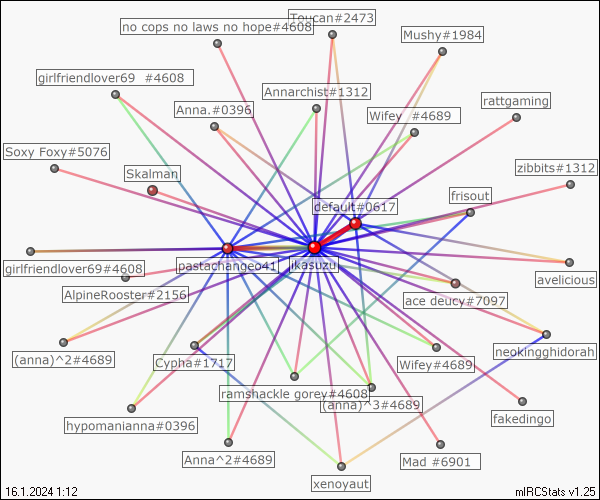 Toucan#2473
no cops no laws no hope#4608
Mushy#1984
girlfriendlover69 #4608
Annarchist#1312
rattgaming
Anna.#0396
Wifey #4689
Soxy Foxy#5076
zibbits#1312
Skalman
frisout
default#0617
pastachangeo41
ikasuzu
girlfriendlover69#4608
avelicious
AlpineRooster#2156
ace deucy#7097
(anna)^2#4689
Cypha#1717
Wifey#4689
neokingghidorah
ramshackle gorey#4608
(anna)^3#4689
hypomanianna#0396
fakedingo
Anna^2#4689
Mad #6901
xenoyaut
16.1.2024 1:12
mIRCStats v1.25